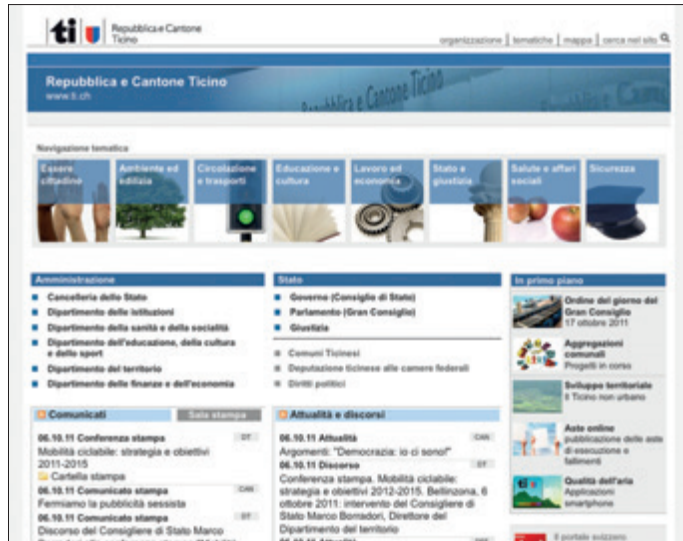 ti
Repubblica e Cantone
Ticino
organizzazione | tematiche | mappa | cerca nel sito
Repubblica e Cantone Ticino
www.ti.ch
Repubblica e Cantone Ticino
Navigazione tematica
Essere
cittadino
Ambiente ed
edilizia
Circolazione
e trasporti
Educazione e
cultura
Lavoro ed
economia
Stato e
giustizia
Salute e affari
sociali
Sicurezza
Amministrazione
Cancelleria dello Stato
Dipartimento delle istituzioni
Dipartimento della sanità e della socialità
Dipartimento dell'educazione, della cultura
e dello sport
Dipartimento del territorio
Dipartimento delle finanze e dell'economia
Stato
Governo (Consiglio di Stato)
Parlamento (Gran Consiglio)
Giustizia
Comuni Ticinesi
Deputazione ticinese alle camere federali
Diritti politici
In primo piano
Ordine del giorno del
Gran Consiglio
17 ottobre 2011
Aggregazioni
comunali
Progetti in corso
Sviluppo territoriale
Il Ticino non urbano
Aste online
pubblicazione delle aste
di esecuzione e
fallimenti
Qualità dell'aria
Applicazioni
smartphone
Il portale svizzero
Comunicati
Sala stampa
06.10.11 Conferenza stampa DT
Mobilità ciclabile: strategia e obiettivi
2011-2015
Cartella stampa
06.10.11 Comunicato stampa CAN
Fermiamo la pubblicità sessista
06.10.11 Comunicato stampa DT
Discorso del Consigliere di Stato Marco
Attualità e discorsi
06.10.11 Attualità CAN
Argomenti: "Democrazia: io ci sono!"
06.10.11 Discorso DT
Conferenza stampa. Mobilità ciclabile:
strategia e obiettivi 2012-2015. Bellinzona, 6
ottobre 2011: intervento del Consigliere di
Stato Marco Borradori, Direttore del
Dipartimento del territorio